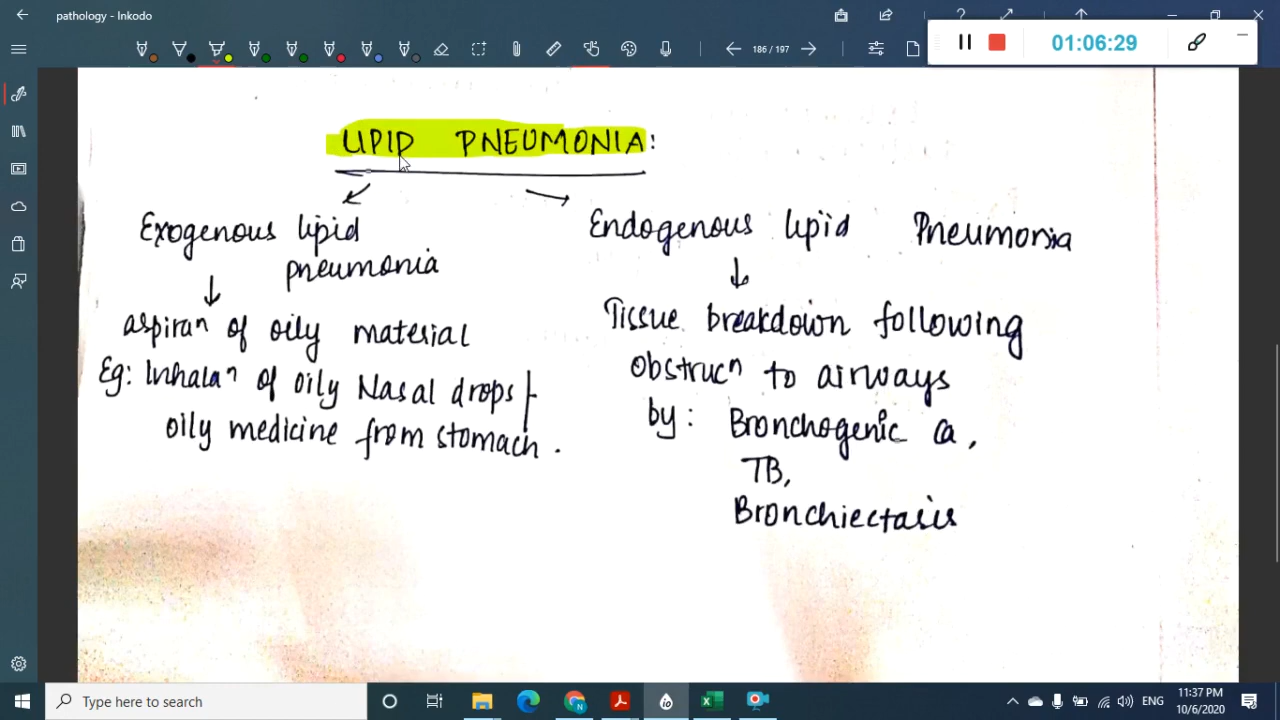 pathology - Inkodo
186 / 197
01:06:29
LIPID PNEUMONIA:
Exogenous lipid
pneumonia
aspiraⁿ of oily material
Eg: Inhalaⁿ of oily Nasal drops
oily medicine from stomach.
Endogenous lipid Pneumonia
Tissue breakdown following
Obstrucⁿ to airways
by: Bronchogenic ca,
TB,
Bronchiectasis
Type here to search
ENG
11:37 PM
10/6/2020